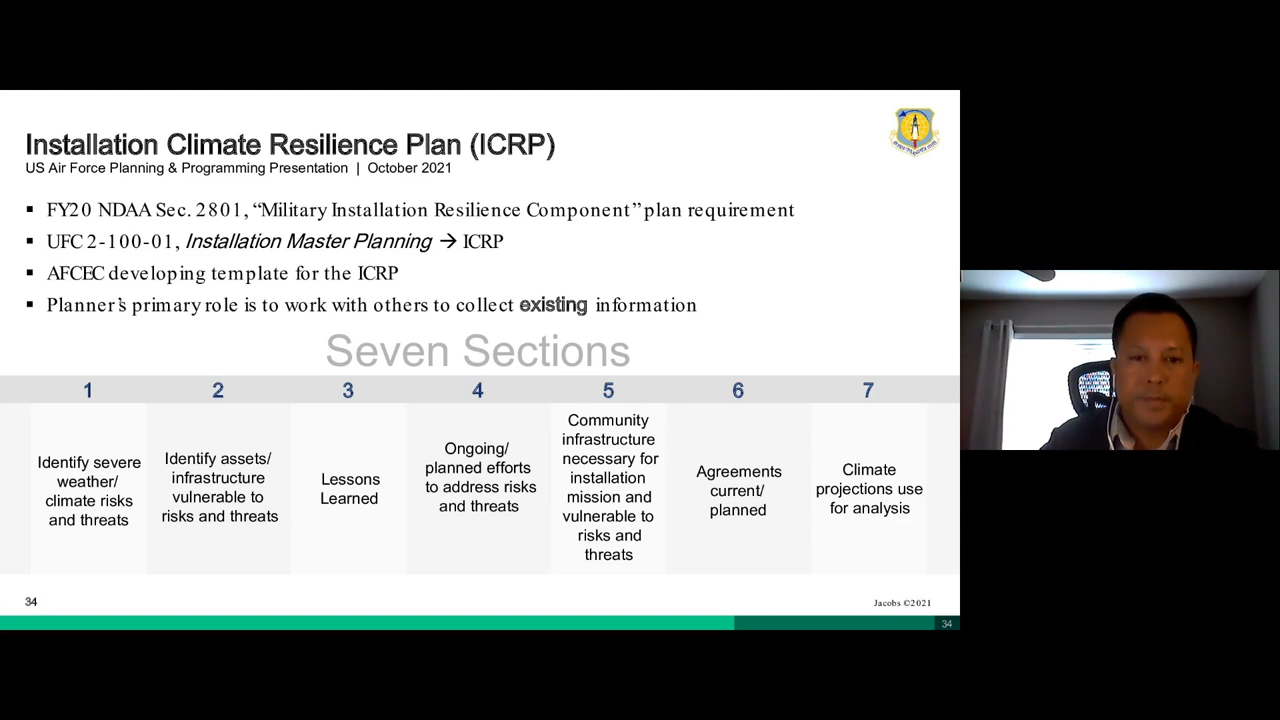 Installation Climate Resilience Plan (ICRP)
US Air Force Planning & Programming Presentation | October 2021
▪ FY20 NDAA Sec. 2801, “Military Installation Resilience Component” plan requirement
▪ UFC 2-100-01, Installation Master Planning → ICRP
▪ AFCEC developing template for the ICRP
▪ Planner’s primary role is to work with others to collect existing information
Seven Sections
1
Identify severe
weather/
climate risks
and threats
2
Identify assets/
infrastructure
vulnerable to
risks and threats
3
Lessons
Learned
4
Ongoing/
planned efforts
to address risks
and threats
5
Community
infrastructure
necessary for
installation
mission and
vulnerable to
risks and
threats
6
Agreements
current/
planned
7
Climate
projections use
for analysis
34
Jacobs ©2021
34